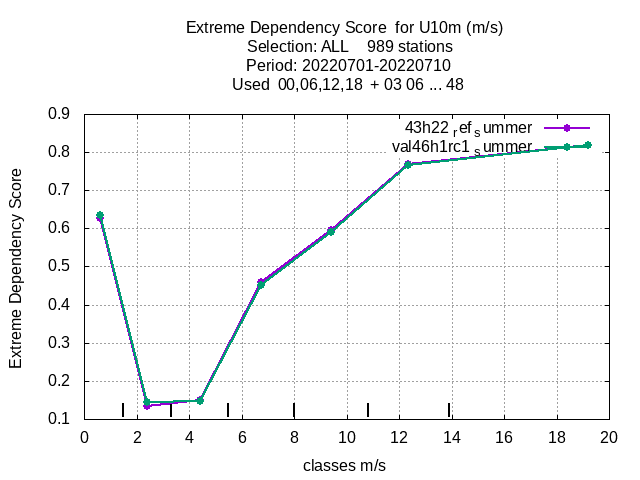 Extreme Dependency Score  for U10m (m/s)
Selection: ALL    989 stations
Period: 20220701-20220710
Used  00,06,12,18  + 03 06 ... 48
43h22 ref summer
val46h1rc1 summer
0.9
0.8
0.7
0.6
0.5
0.4
0.3
0.2
0.1
Extreme Dependency Score
0 2 4 6 8 10 12 14 16 18 20
classes m/s